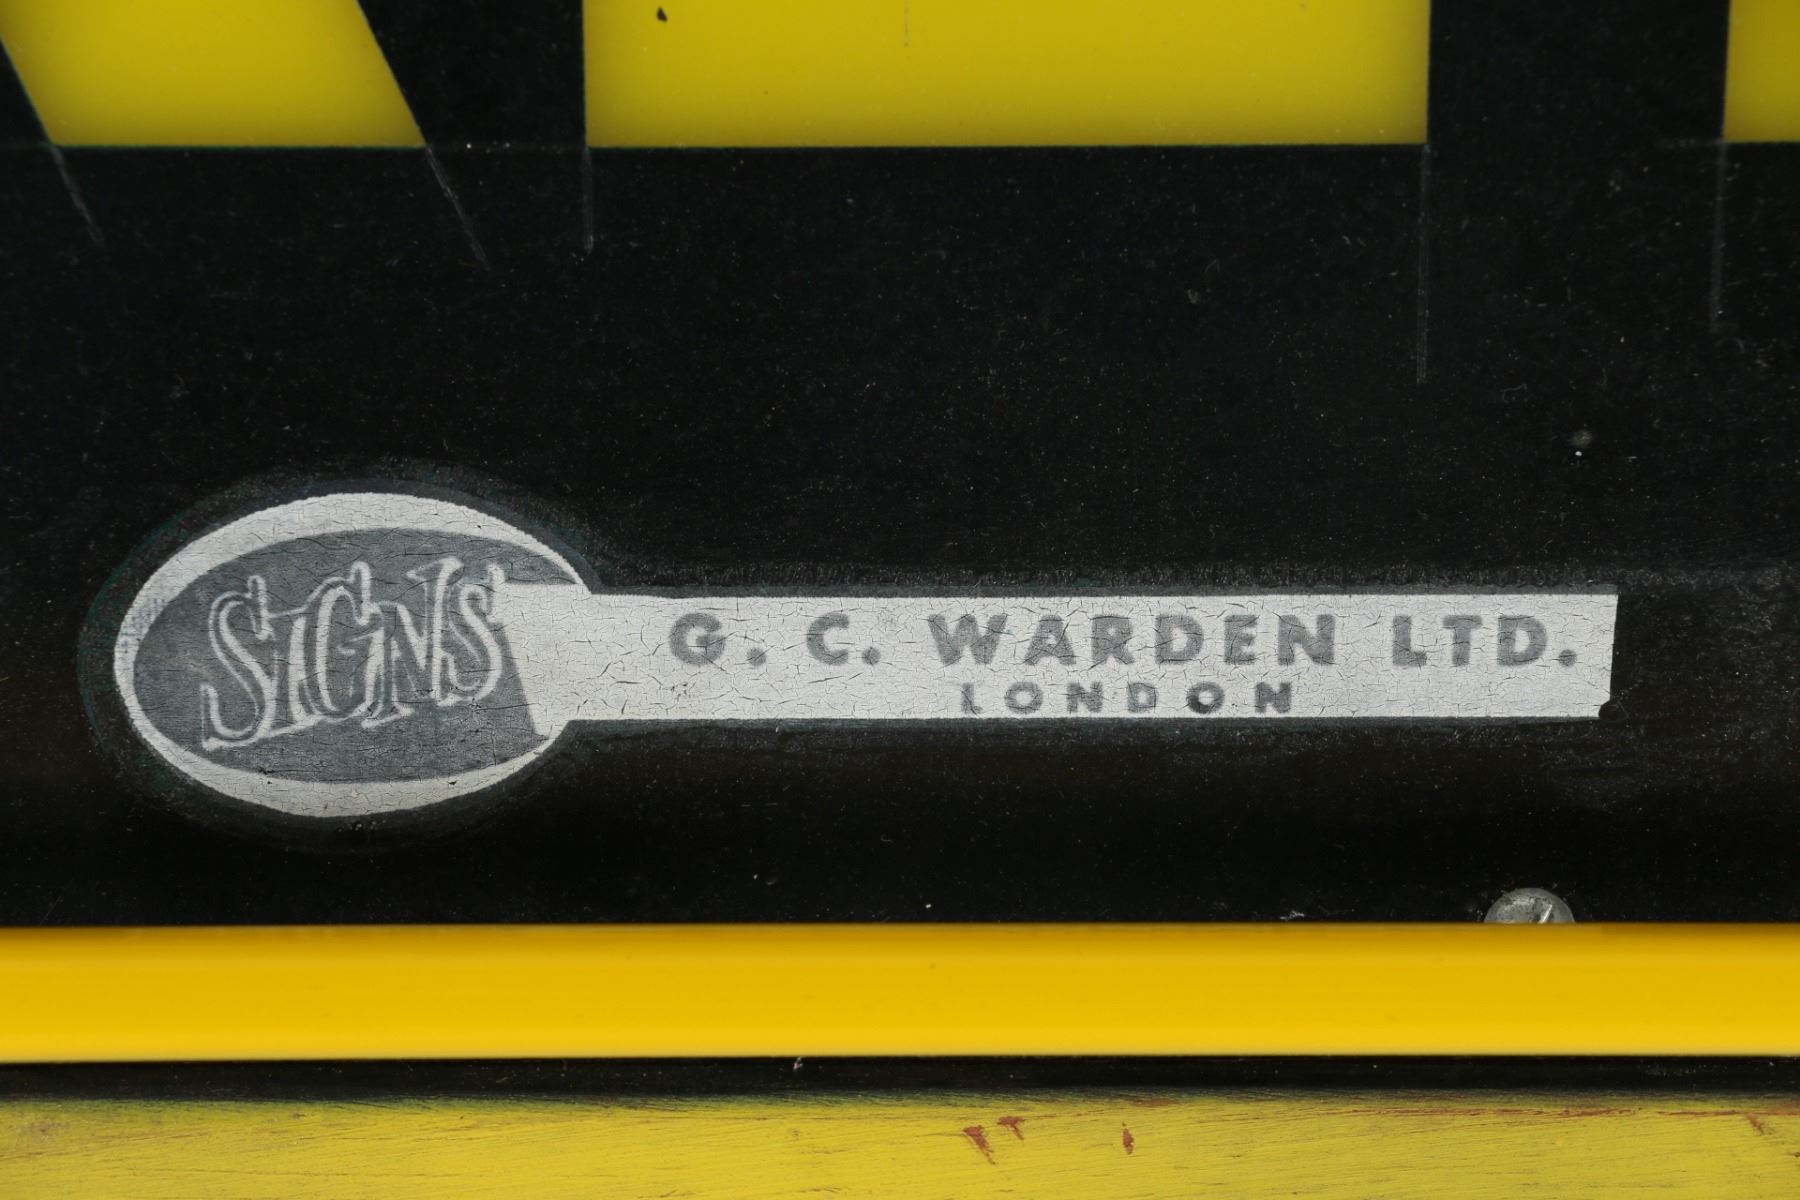 SIGNS
G. C. WARDEN LTD.
LONDON